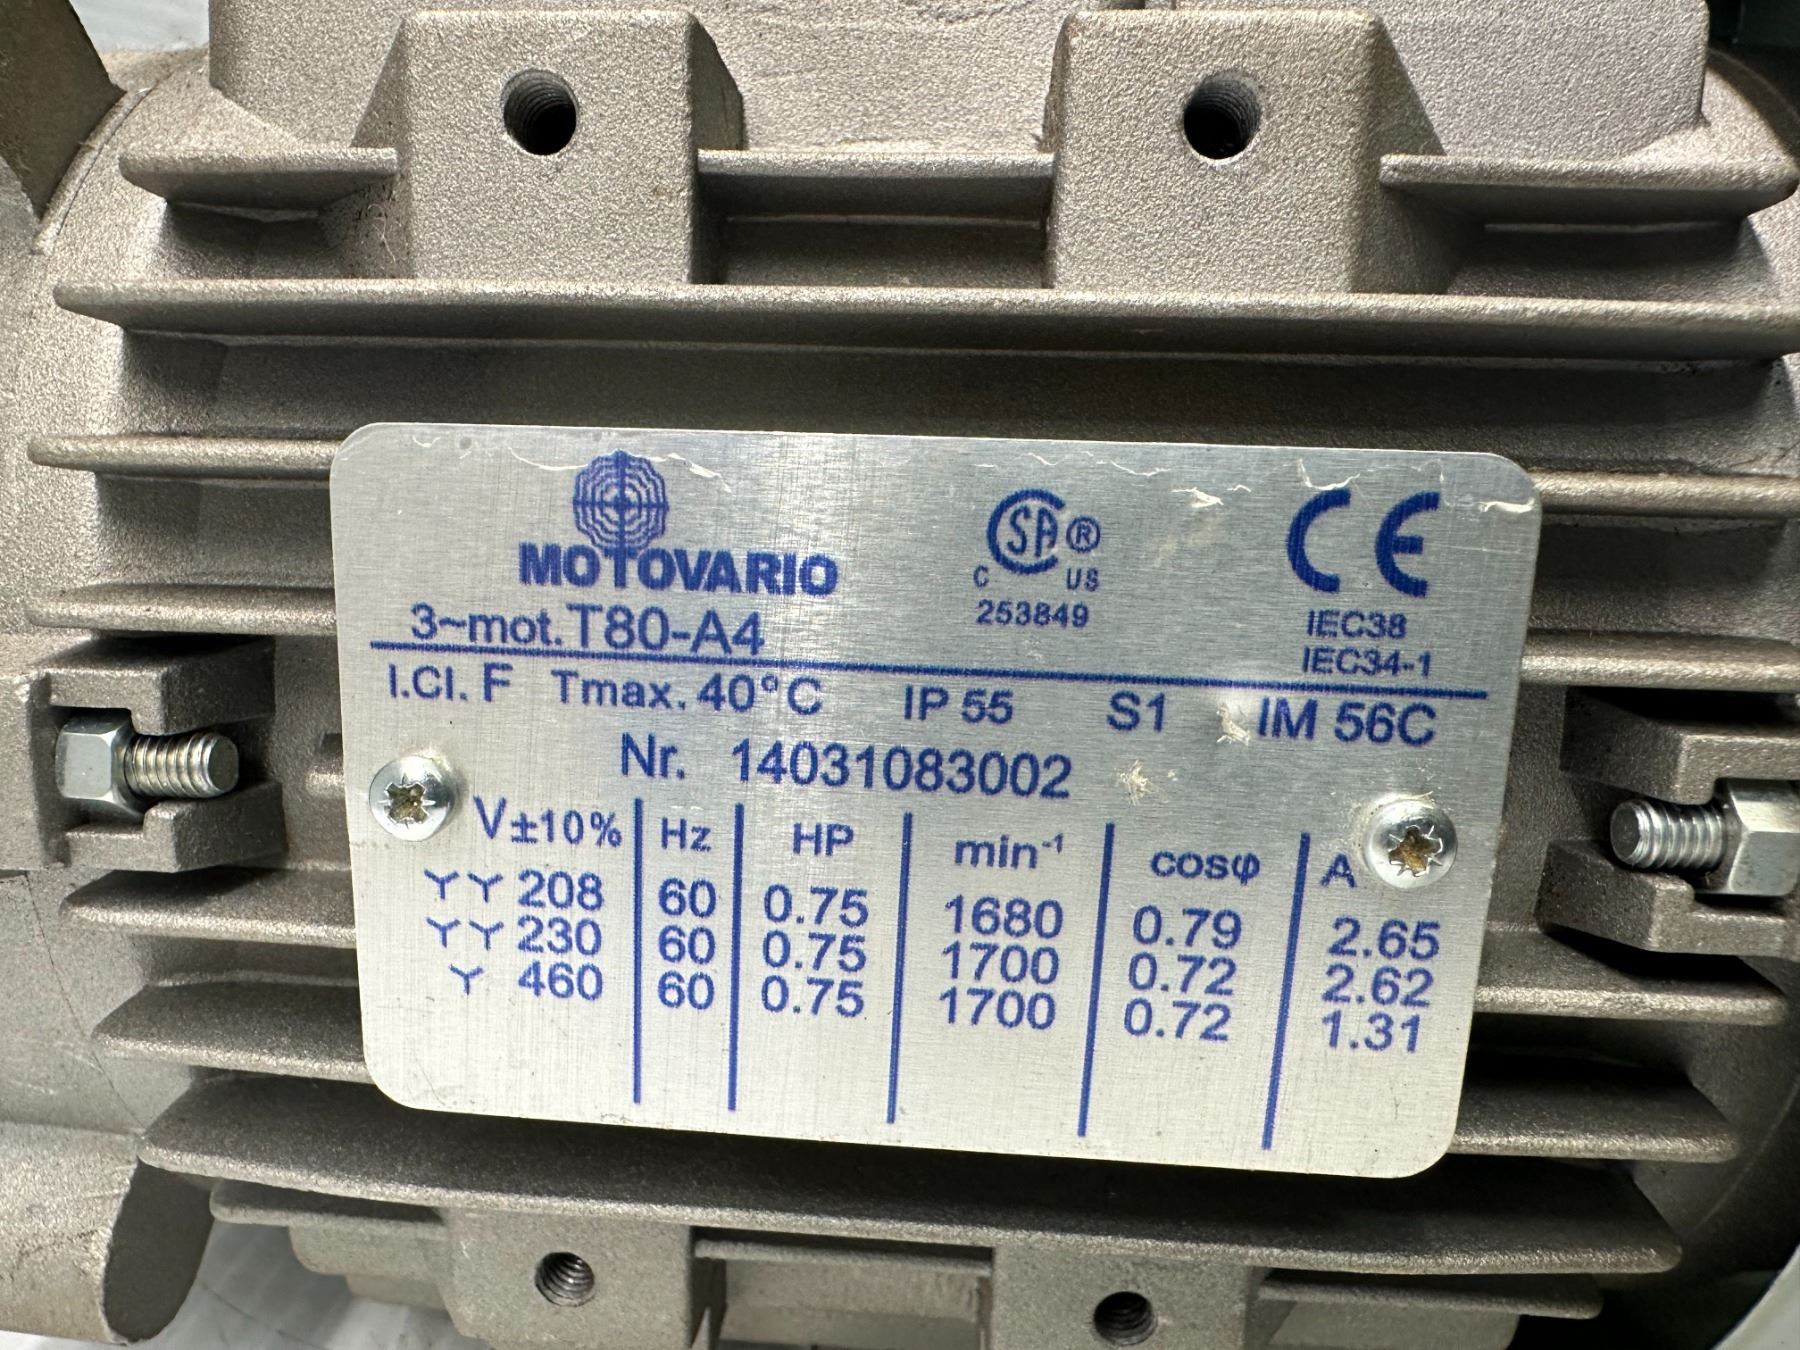 MOTOVARIO
3~mot. T80-A4
CSA®
C US
253849
CE
IEC38
IEC34-1
I.Cl. F Tmax. 40°C IP 55 S1 IM 56C
Nr. 14031083002
V±10% Hz HP min-1 cosφ A
YY 208 60 0.75 1680 0.79 2.65
YY 230 60 0.75 1700 0.72 2.62
Y 460 60 0.75 1700 0.72 1.31